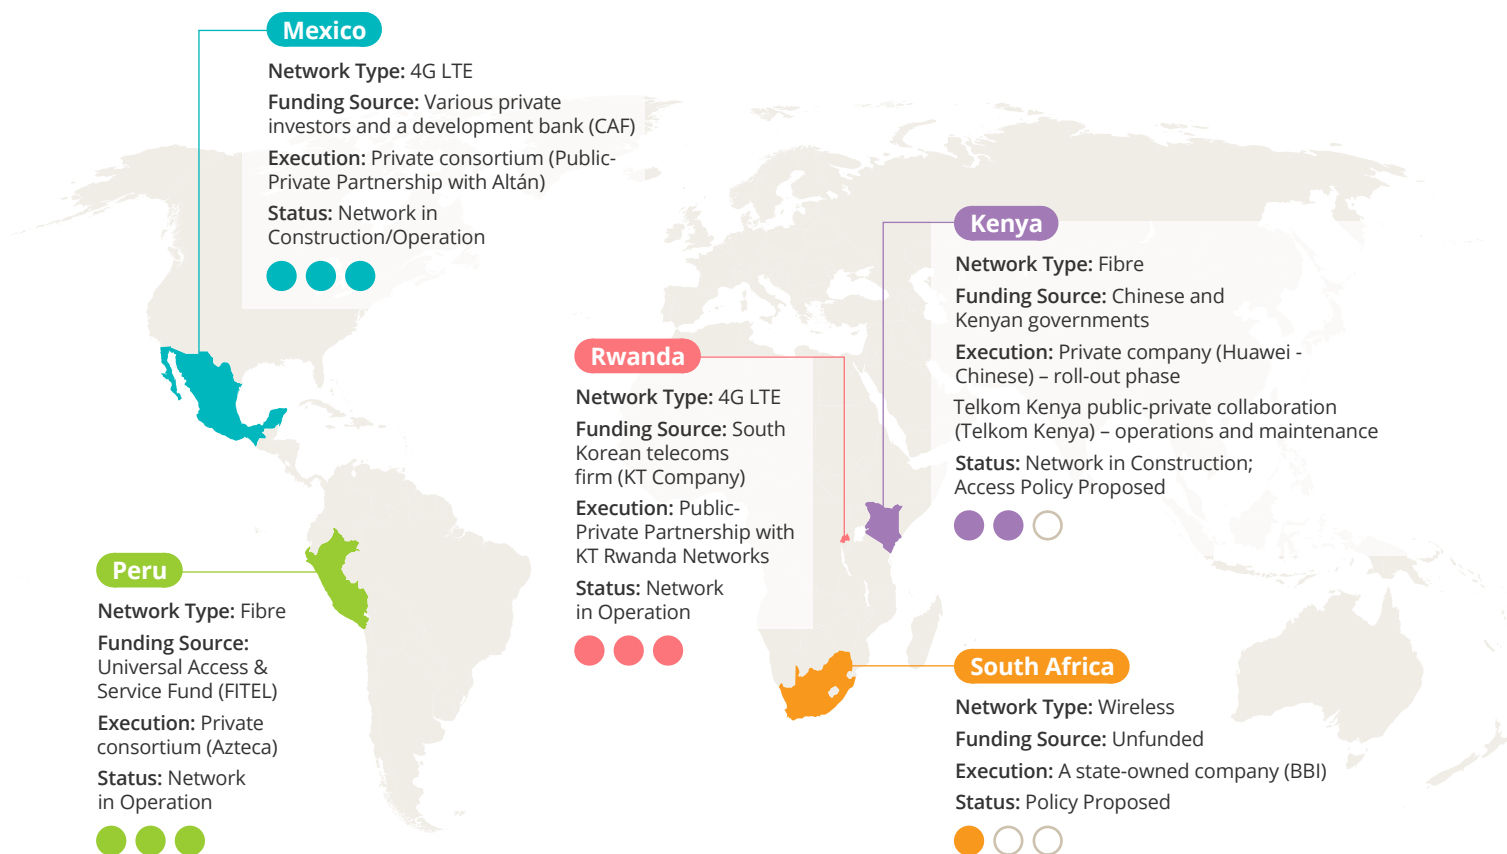 Mexico
Network Type: 4G LTE
Funding Source: Various private
investors and a development bank (CAF)
Execution: Private consortium (Public-
Private Partnership with Altán)
Status: Network in
Construction/Operation
Kenya
Network Type: Fibre
Funding Source: Chinese and
Kenyan governments
Execution: Private company (Huawei -
Chinese) – roll-out phase
Telkom Kenya public-private collaboration
(Telkom Kenya) – operations and maintenance
Status: Network in Construction;
Access Policy Proposed
Rwanda
Network Type: 4G LTE
Funding Source: South
Korean telecoms
firm (KT Company)
Execution: Public-
Private Partnership with
KT Rwanda Networks
Status: Network
in Operation
Peru
Network Type: Fibre
Funding Source:
Universal Access &
Service Fund (FITEL)
Execution: Private
consortium (Azteca)
Status: Network
in Operation
South Africa
Network Type: Wireless
Funding Source: Unfunded
Execution: A state-owned company (BBI)
Status: Policy Proposed